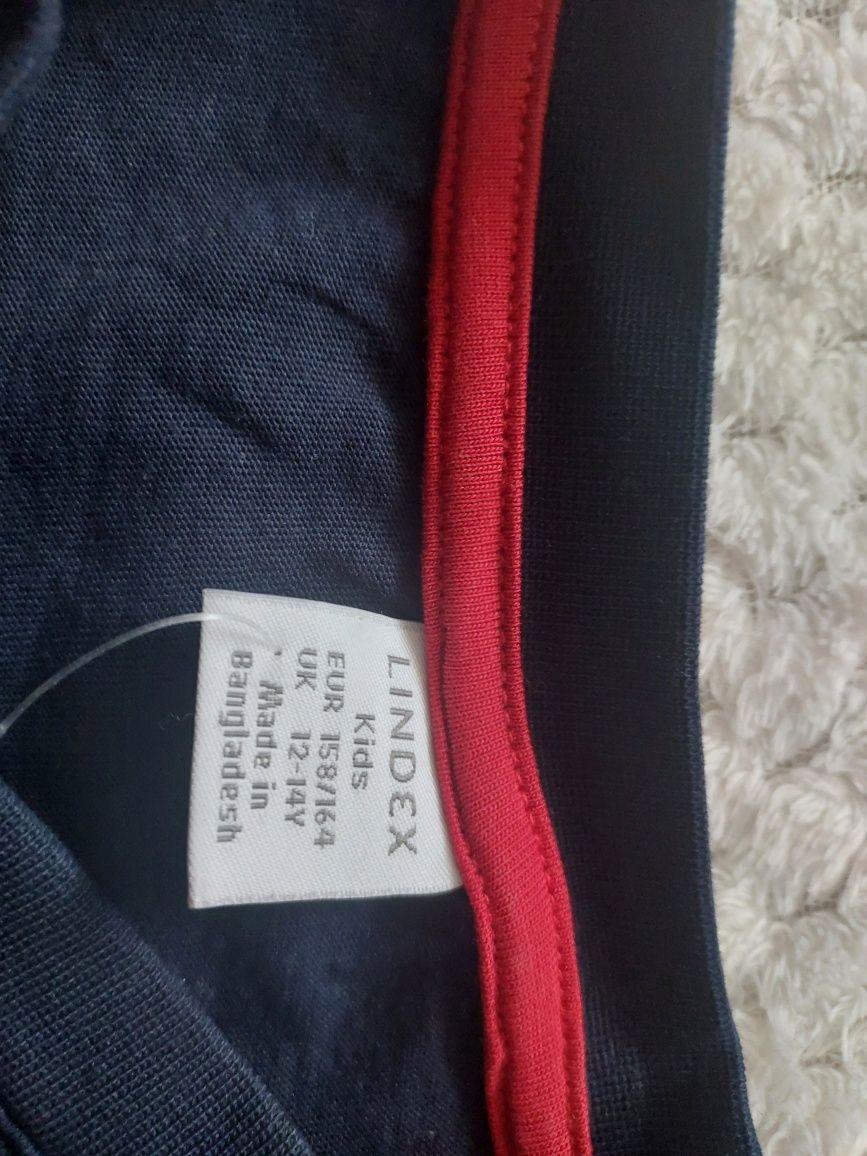 LINDEX
Kids
EUR 158/164
UK 12-14Y
Made in
Bangladesh